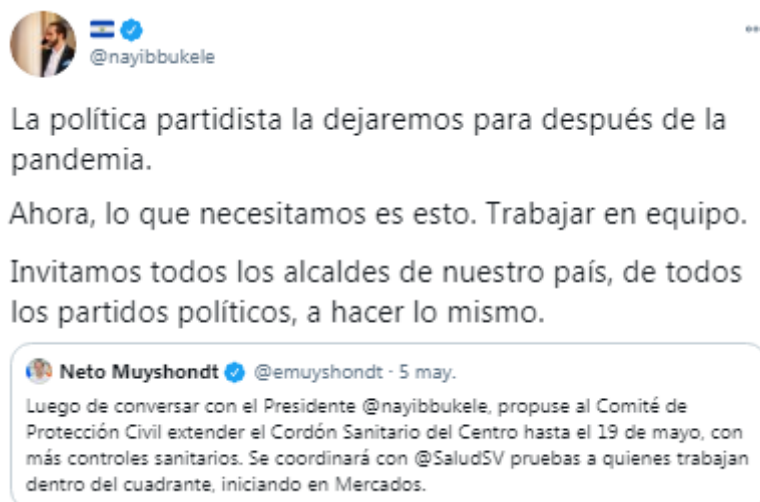 @nayibbukele
La política partidista la dejaremos para después de la
pandemia.
Ahora, lo que necesitamos es esto. Trabajar en equipo.
Invitamos todos los alcaldes de nuestro país, de todos
los partidos políticos, a hacer lo mismo.
Neto Muyshondt @emuyshondt · 5 may.
Luego de conversar con el Presidente @nayibbukele, propuse al Comité de
Protección Civil extender el Cordón Sanitario del Centro hasta el 19 de mayo, con
más controles sanitarios. Se coordinará con @SaludSV pruebas a quienes trabajan
dentro del cuadrante, iniciando en Mercados.